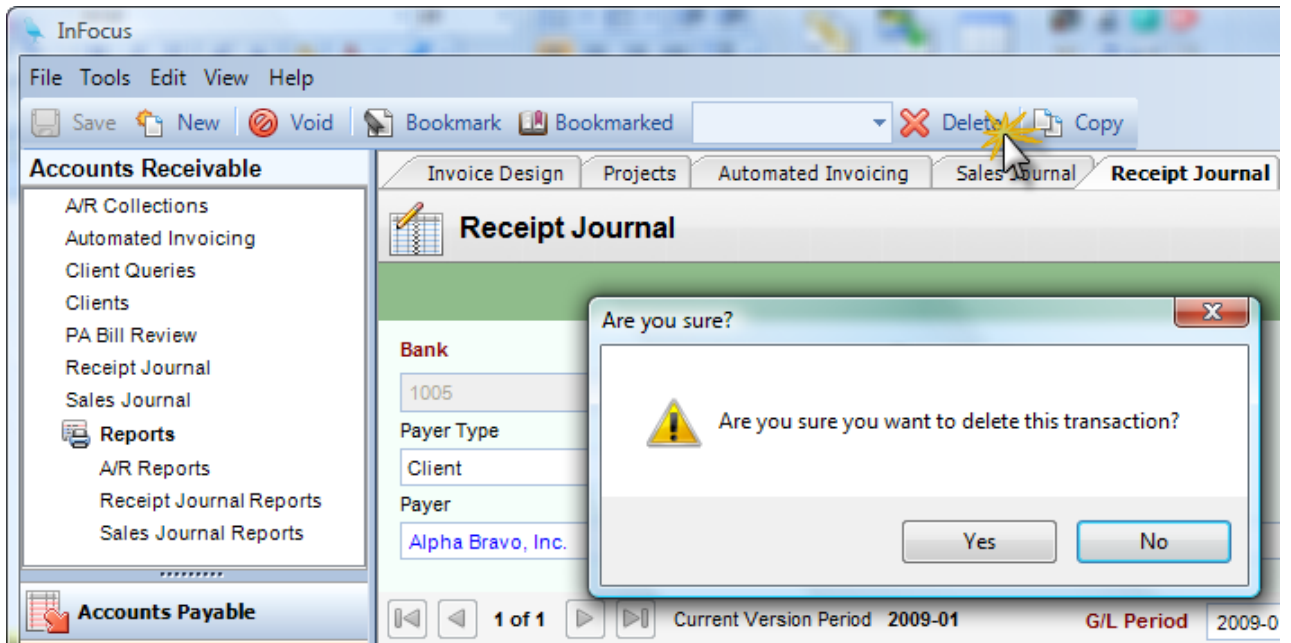 InFocus
File Tools Edit View Help
Save New Void Bookmark Bookmarked Delete Copy
Accounts Receivable
A/R Collections
Automated Invoicing
Client Queries
Clients
PA Bill Review
Receipt Journal
Sales Journal
Reports
A/R Reports
Receipt Journal Reports
Sales Journal Reports
Accounts Payable
Invoice Design Projects Automated Invoicing Sales Journal Receipt Journal
Receipt Journal
Bank
1005
Payer Type
Client
Payer
Alpha Bravo, Inc.
Are you sure?
Are you sure you want to delete this transaction?
Yes No
1 of 1 Current Version Period 2009-01 G/L Period 2009-0